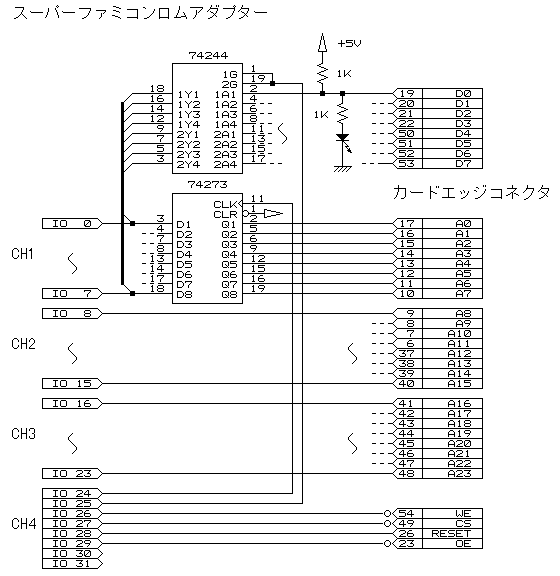 スーパーファミコンロムアダプター
+5V
1K
1K
74244
1G 1
2G 19
18 1Y1 1A1 2
16 1Y2 1A2 4
14 1Y3 1A3 6
12 1Y4 1A4 8
9 2Y1 2A1 11
7 2Y2 2A2 13
5 2Y3 2A3 15
3 2Y4 2A4 17
19 D0
20 D1
21 D2
22 D3
50 D4
51 D5
52 D6
53 D7
カードエッジコネクタ
74273
CLK 11
CLR 1
3 D1 Q1 2
4 D2 Q2 5
7 D3 Q3 6
8 D4 Q4 9
13 D5 Q5 12
14 D6 Q6 15
17 D7 Q7 16
18 D8 Q8 19
CH1
IO 0
IO 7
17 A0
16 A1
15 A2
14 A3
13 A4
12 A5
11 A6
10 A7
CH2
IO 8
IO 15
9 A8
8 A9
7 A10
6 A11
37 A12
38 A13
39 A14
40 A15
CH3
IO 16
IO 23
41 A16
42 A17
43 A18
44 A19
45 A20
46 A21
47 A22
48 A23
CH4
IO 24
IO 25
IO 26
IO 27
IO 28
IO 29
IO 30
IO 31
54 WE
49 CS
26 RESET
23 OE